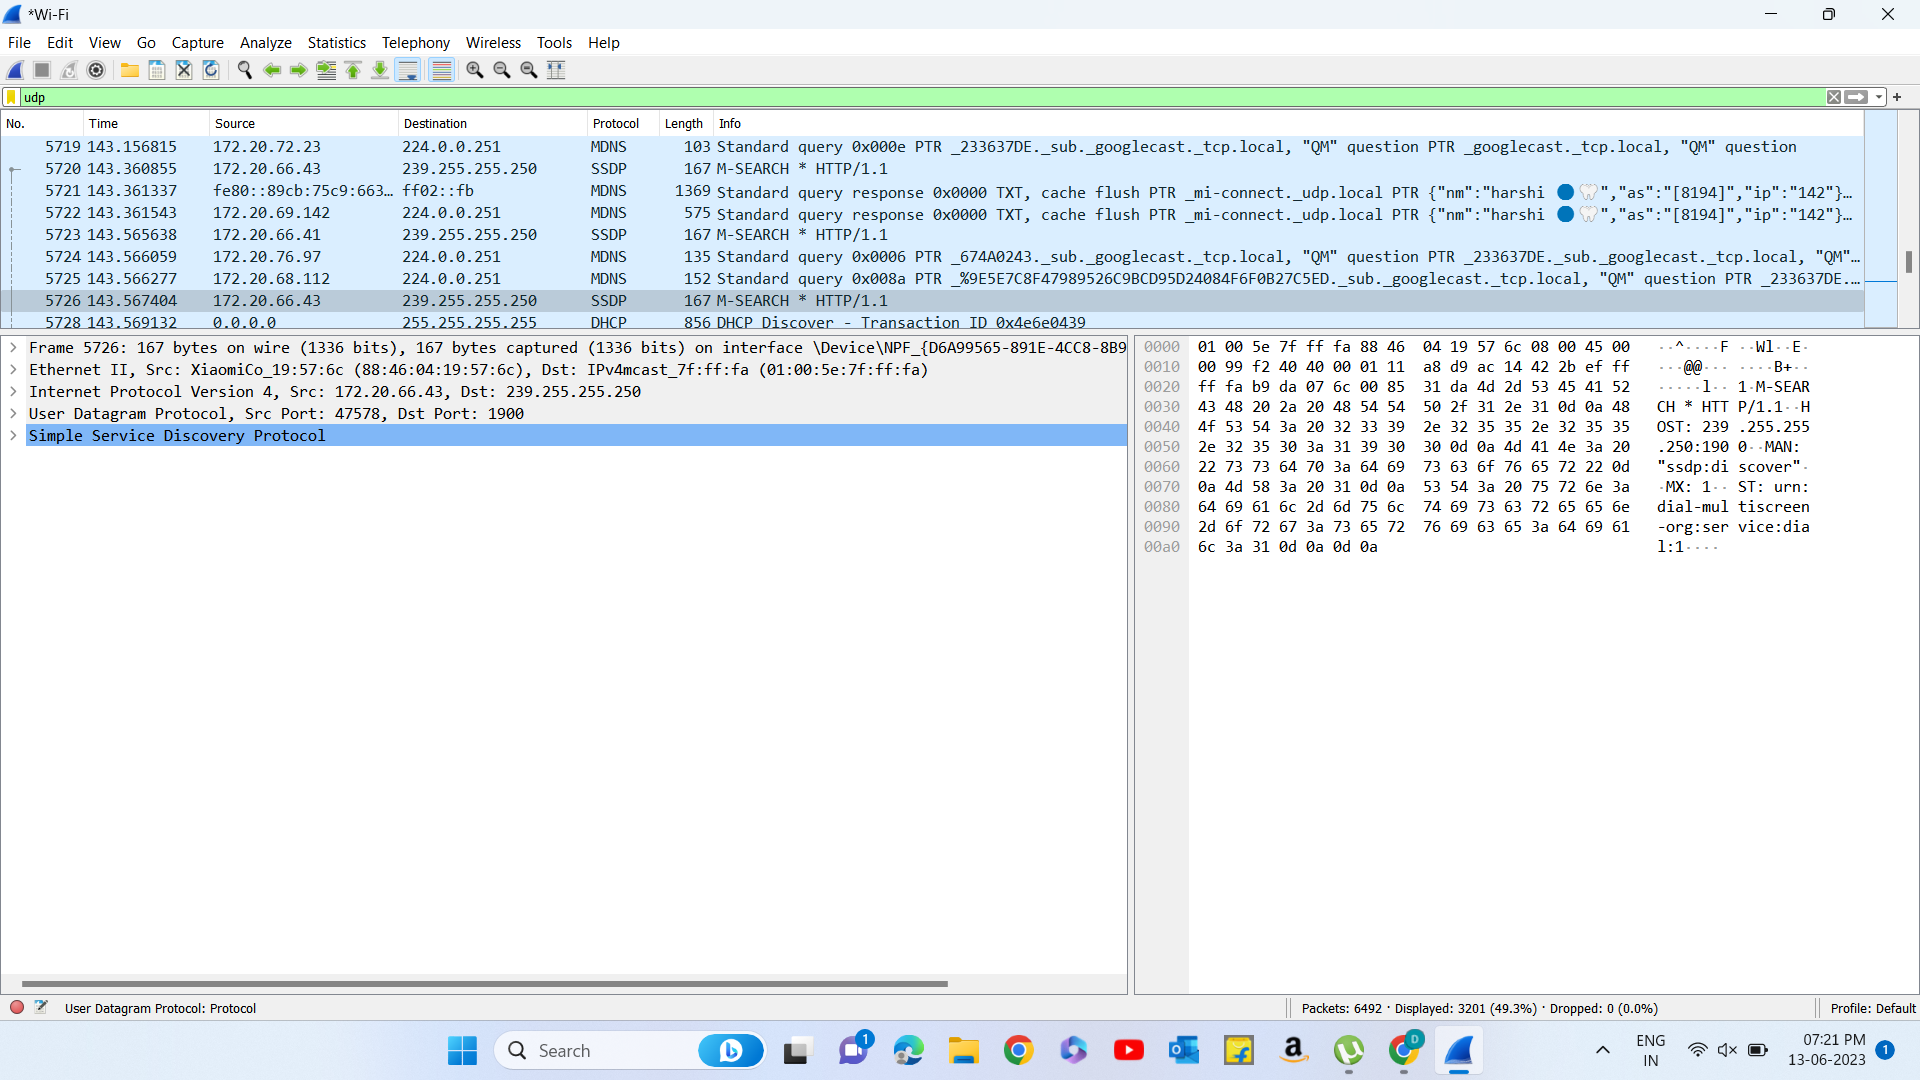 *Wi-Fi
File Edit View Go Capture Analyze Statistics Telephony Wireless Tools Help
udp
No. Time Source Destination Protocol Length Info
5719 143.156815 172.20.72.23 224.0.0.251 MDNS 103 Standard query 0x000e PTR _233637DE._sub._googlecast._tcp.local, "QM" question PTR _googlecast._tcp.local, "QM" question
5720 143.360855 172.20.66.43 239.255.255.250 SSDP 167 M-SEARCH * HTTP/1.1
5721 143.361337 fe80::89cb:75c9:663… ff02::fb MDNS 1369 Standard query response 0x0000 TXT, cache flush PTR _mi-connect._udp.local PTR {"nm":"harshi 🔵🦷","as":"[8194]","ip":"142"}…
5722 143.361543 172.20.69.142 224.0.0.251 MDNS 575 Standard query response 0x0000 TXT, cache flush PTR _mi-connect._udp.local PTR {"nm":"harshi 🔵🦷","as":"[8194]","ip":"142"}…
5723 143.565638 172.20.66.41 239.255.255.250 SSDP 167 M-SEARCH * HTTP/1.1
5724 143.566059 172.20.76.97 224.0.0.251 MDNS 135 Standard query 0x0006 PTR _674A0243._sub._googlecast._tcp.local, "QM" question PTR _233637DE._sub._googlecast._tcp.local, "QM"…
5725 143.566277 172.20.68.112 224.0.0.251 MDNS 152 Standard query 0x008a PTR _%9E5E7C8F47989526C9BCD95D24084F6F0B27C5ED._sub._googlecast._tcp.local, "QM" question PTR _233637DE.…
5726 143.567404 172.20.66.43 239.255.255.250 SSDP 167 M-SEARCH * HTTP/1.1
5728 143.569132 0.0.0.0 255.255.255.255 DHCP 856 DHCP Discover - Transaction ID 0x4e6e0439
Frame 5726: 167 bytes on wire (1336 bits), 167 bytes captured (1336 bits) on interface \Device\NPF_{D6A99565-891E-4CC8-8B9
Ethernet II, Src: XiaomiCo_19:57:6c (88:46:04:19:57:6c), Dst: IPv4mcast_7f:ff:fa (01:00:5e:7f:ff:fa)
Internet Protocol Version 4, Src: 172.20.66.43, Dst: 239.255.255.250
User Datagram Protocol, Src Port: 47578, Dst Port: 1900
Simple Service Discovery Protocol
0000 01 00 5e 7f ff fa 88 46 04 19 57 6c 08 00 45 00 ··^····F ··Wl··E·
0010 00 99 f2 40 40 00 01 11 a8 d9 ac 14 42 2b ef ff ···@@··· ····B+··
0020 ff fa b9 da 07 6c 00 85 31 da 4d 2d 53 45 41 52 ·····l·· 1·M-SEAR
0030 43 48 20 2a 20 48 54 54 50 2f 31 2e 31 0d 0a 48 CH * HTT P/1.1··H
0040 4f 53 54 3a 20 32 33 39 2e 32 35 35 2e 32 35 35 OST: 239 .255.255
0050 2e 32 35 30 3a 31 39 30 30 0d 0a 4d 41 4e 3a 20 .250:190 0··MAN:
0060 22 73 73 64 70 3a 64 69 73 63 6f 76 65 72 22 0d "ssdp:di scover"·
0070 0a 4d 58 3a 20 31 0d 0a 53 54 3a 20 75 72 6e 3a ·MX: 1·· ST: urn:
0080 64 69 61 6c 2d 6d 75 6c 74 69 73 63 72 65 65 6e dial-mul tiscreen
0090 2d 6f 72 67 3a 73 65 72 76 69 63 65 3a 64 69 61 -org:ser vice:dia
00a0 6c 3a 31 0d 0a 0d 0a l:1····
User Datagram Protocol: Protocol
Packets: 6492 · Displayed: 3201 (49.3%) · Dropped: 0 (0.0%)
Profile: Default
Search
1
D
ENG
IN
07:21 PM
13-06-2023
1